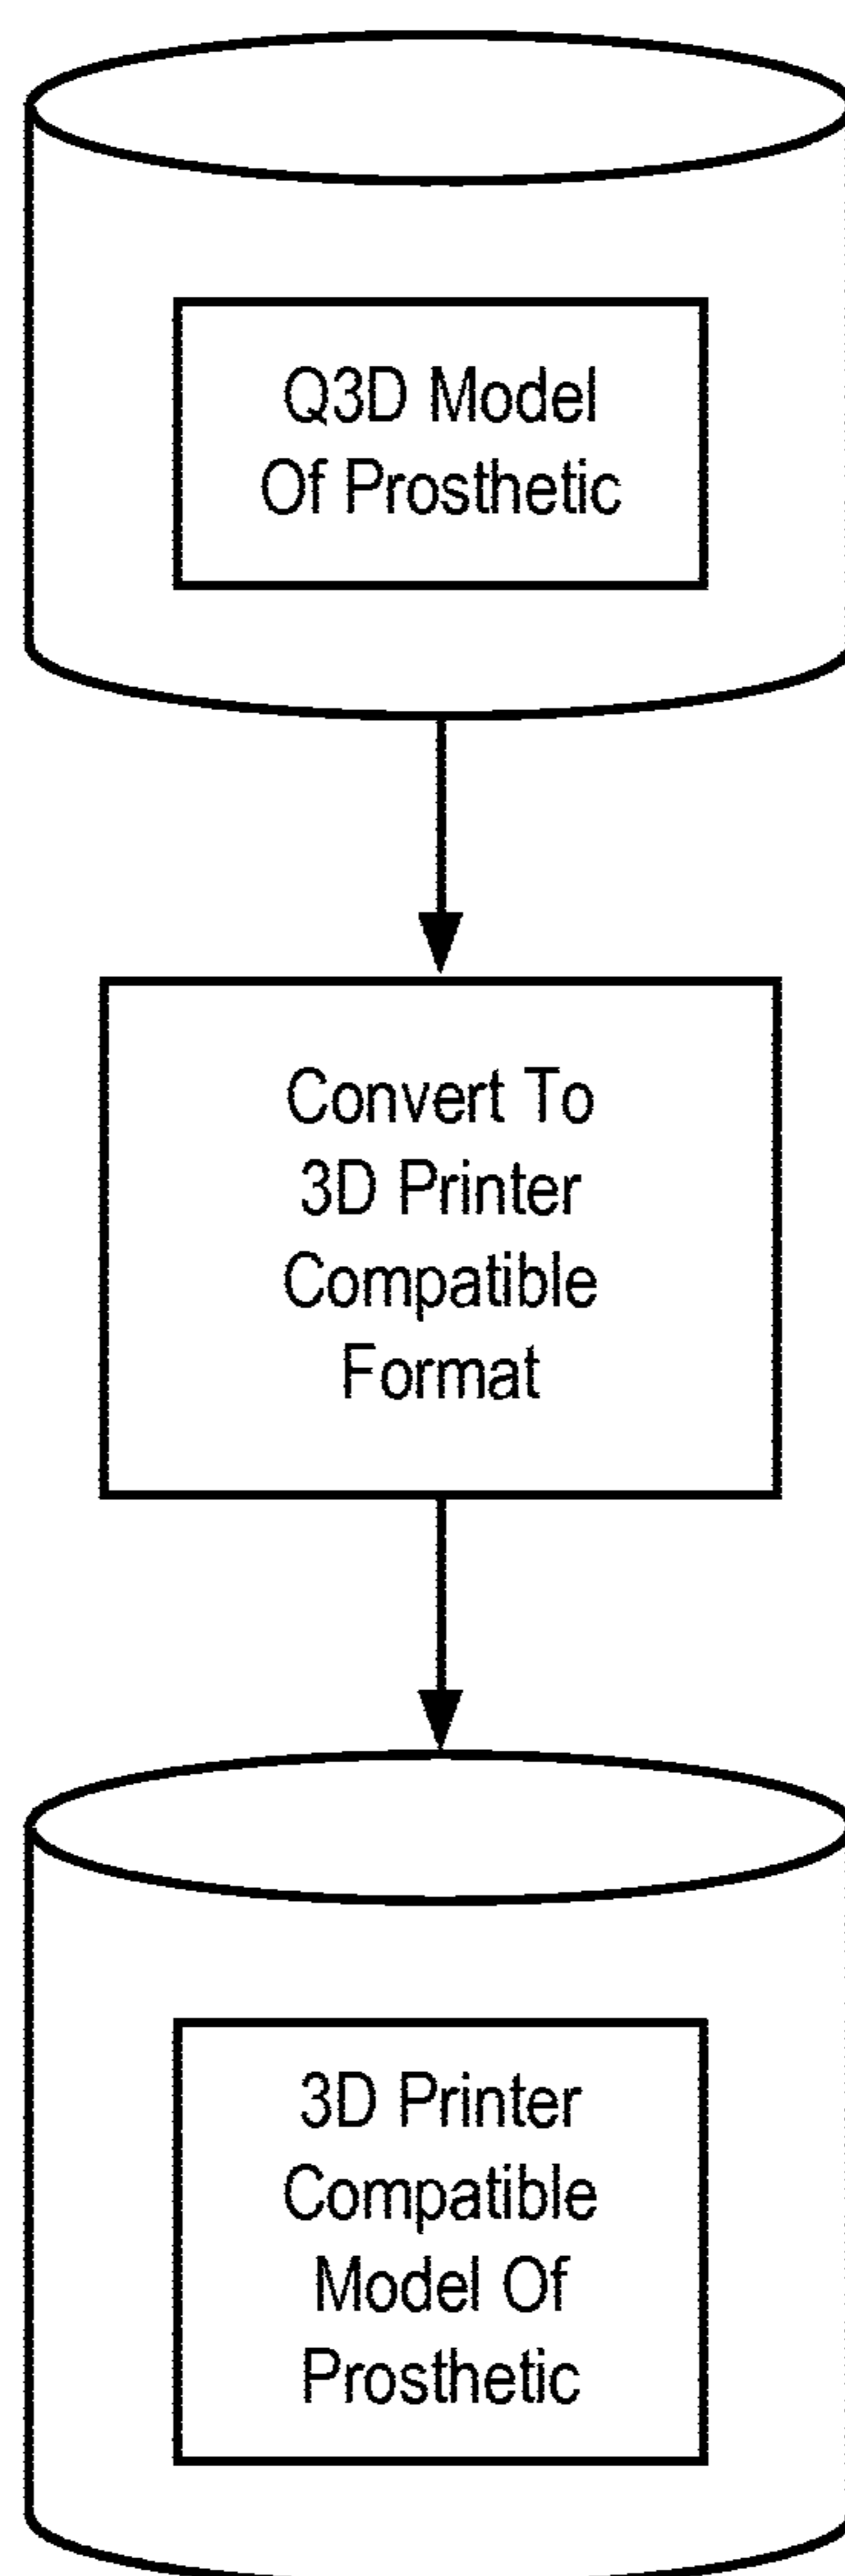 Q3D Model
Of Prosthetic
Convert To
3D Printer
Compatible
Format
3D Printer
Compatible
Model Of
Prosthetic